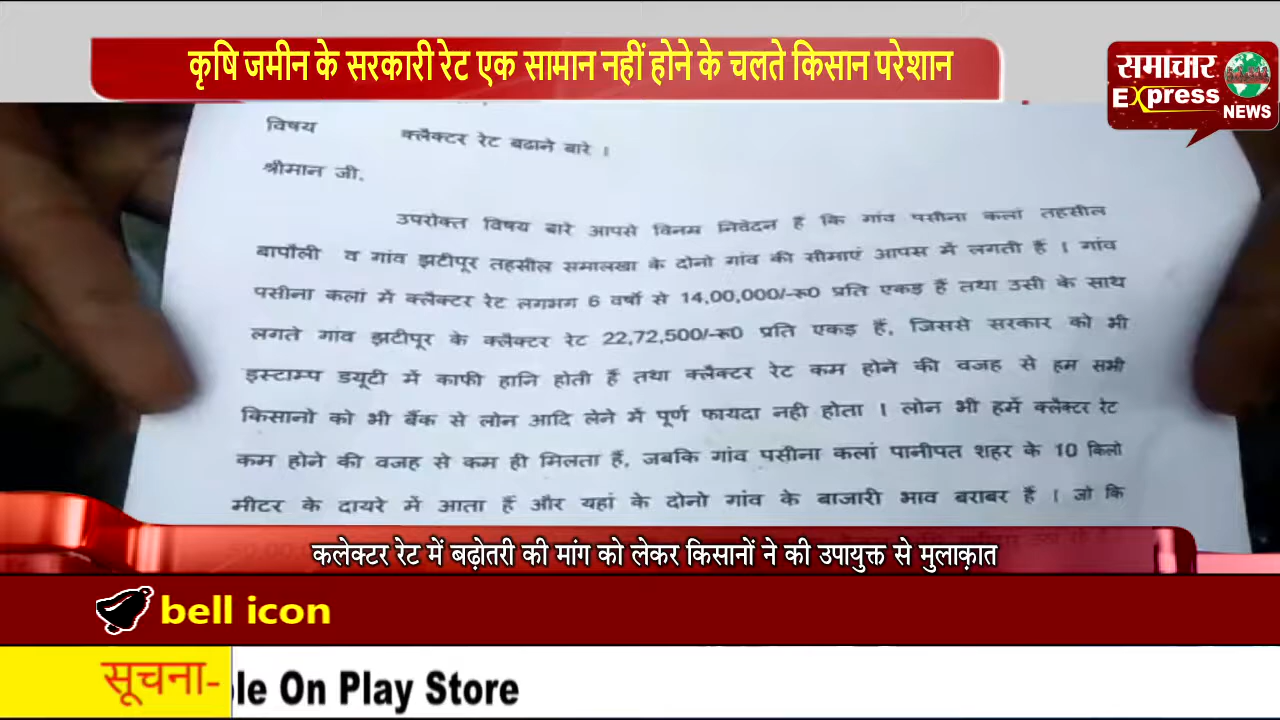 कृषि जमीन के सरकारी रेट एक सामान नहीं होने के चलते किसान परेशान
समाचार
Express
NEWS
विषय क्लैक्टर रेट बढाने बारे ।
श्रीमान जी,
उपरोक्त विषय बारे आपसे विनम्र निवेदन हैं कि गांव पसीना कलां तहसील
बापौली व गांव झटीपूर तहसील समालखा के दोनो गांव की सीमाएं आपस में लगती हैं । गांव
पसीना कलां में क्लैक्टर रेट लगभग 6 वर्षो से 14,00,000/-रू0 प्रति एकड़ हैं तथा उसी के साथ
लगते गांव झटीपूर के क्लैक्टर रेट 22,72,500/-रू0 प्रति एकड़ हैं, जिससे सरकार को भी
इस्टाम्प डयूटी में काफी हानि होती हैं तथा क्लैक्टर रेट कम होने की वजह से हम सभी
किसानो को भी बैंक से लोन आदि लेने में पूर्ण फायदा नही होता । लोन भी हमें क्लैक्टर रेट
कम होने की वजह से कम ही मिलता हैं, जबकि गांव पसीना कलां पानीपत शहर के 10 किलो
मीटर के दायरे में आता हैं और यहां के दोनो गांव के बाजारी भाव बराबर हैं । जो कि
कलेक्टर रेट में बढ़ोतरी की मांग को लेकर किसानों ने की उपायुक्त से मुलाक़ात
bell icon
सूचना- le On Play Store